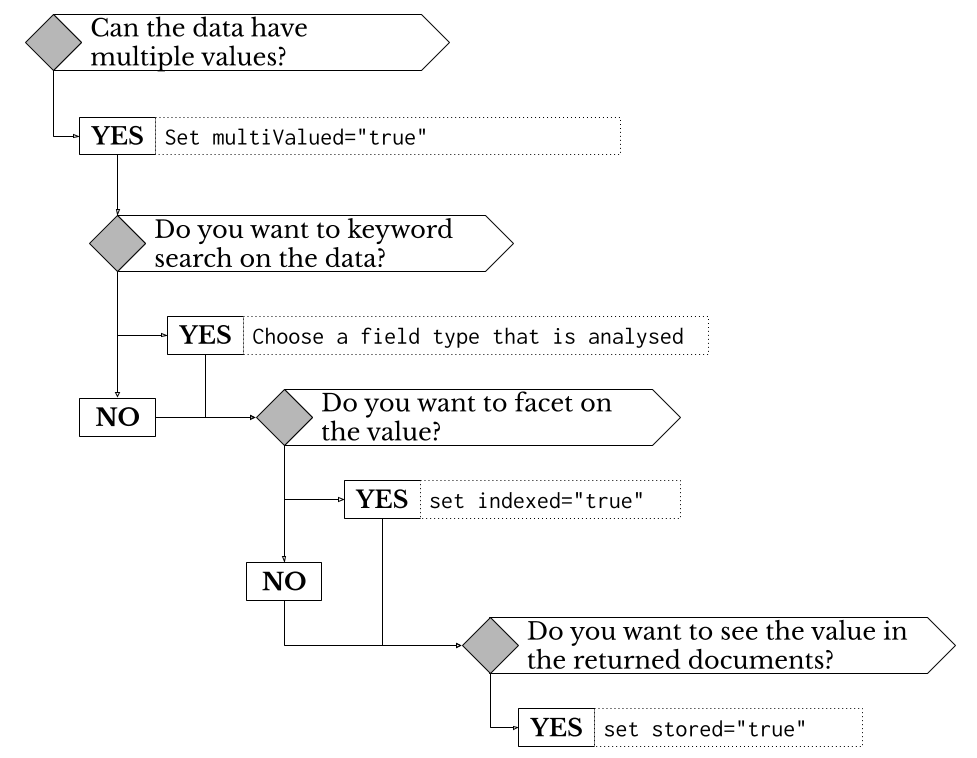 Can the data have
multiple values?
YES Set multiValued="true"
Do you want to keyword
search on the data?
YES Choose a field type that is analysed
NO
Do you want to facet on
the value?
YES set indexed="true"
NO
Do you want to see the value in
the returned documents?
YES set stored="true"